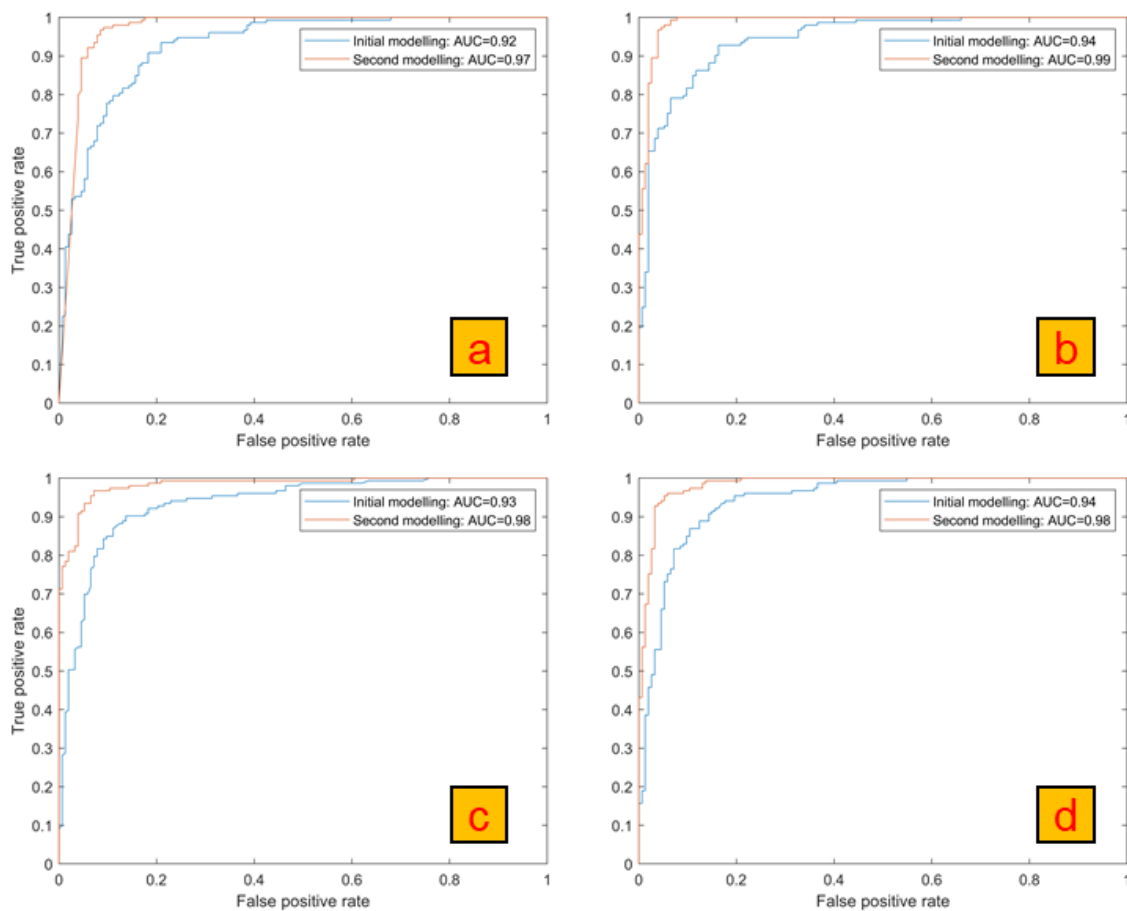 1
0.9
0.8
0.7
0.6
0.5
0.4
0.3
0.2
0.1
0
True positive rate
Initial modelling: AUC=0.92
Second modelling: AUC=0.97
a
0 0.2 0.4 0.6 0.8 1
False positive rate
1
0.9
0.8
0.7
0.6
0.5
0.4
0.3
0.2
0.1
0
Initial modelling: AUC=0.94
Second modelling: AUC=0.99
b
0 0.2 0.4 0.6 0.8 1
False positive rate
1
0.9
0.8
0.7
0.6
0.5
0.4
0.3
0.2
0.1
0
True positive rate
Initial modelling: AUC=0.93
Second modelling: AUC=0.98
c
0 0.2 0.4 0.6 0.8 1
False positive rate
1
0.9
0.8
0.7
0.6
0.5
0.4
0.3
0.2
0.1
0
Initial modelling: AUC=0.94
Second modelling: AUC=0.98
d
0 0.2 0.4 0.6 0.8 1
False positive rate